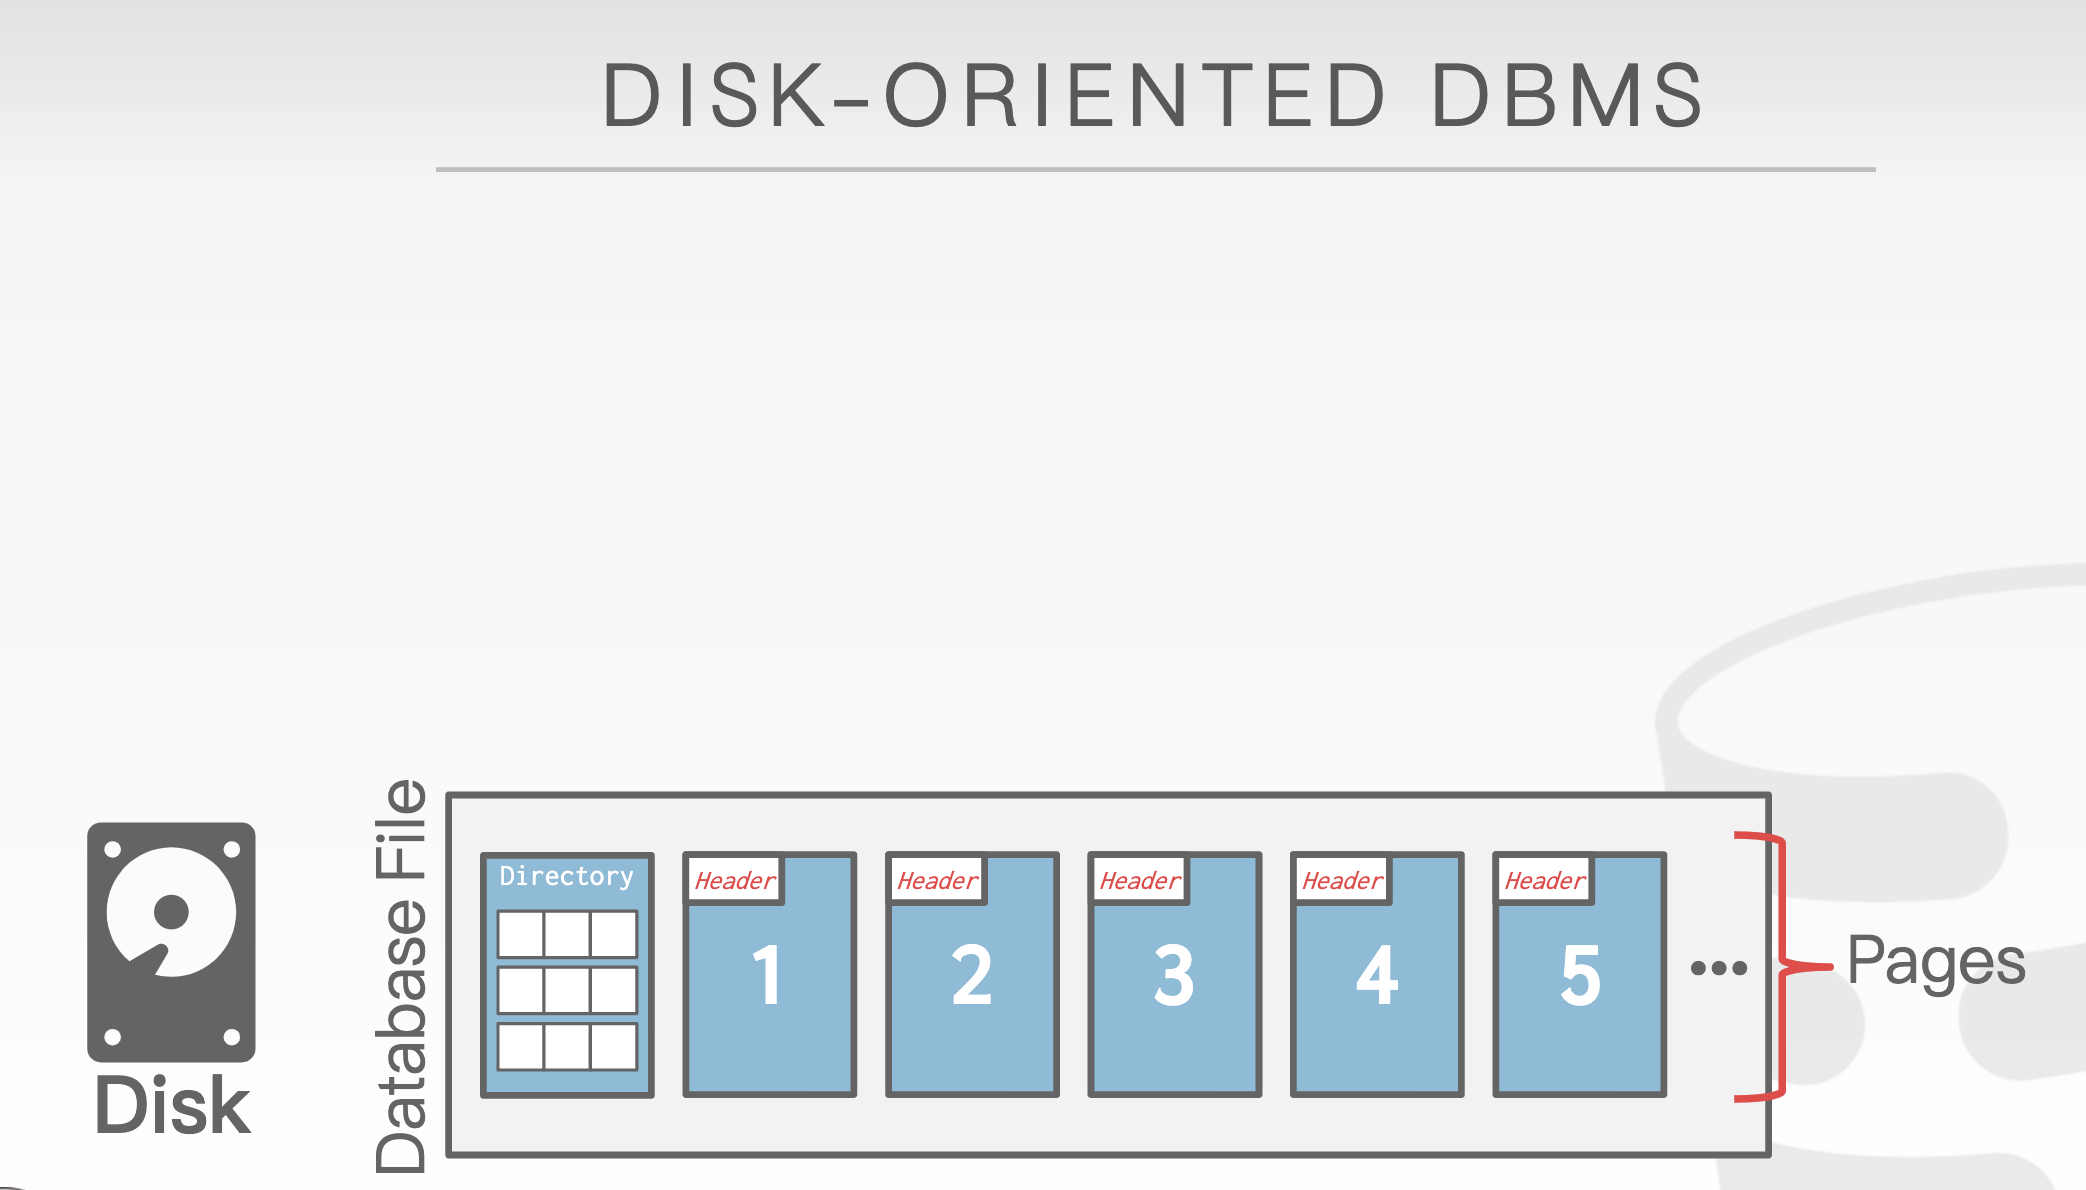 DISK-ORIENTED DBMS
Disk
Database File
Directory
Header
1
Header
2
Header
3
Header
4
Header
5
...
Pages